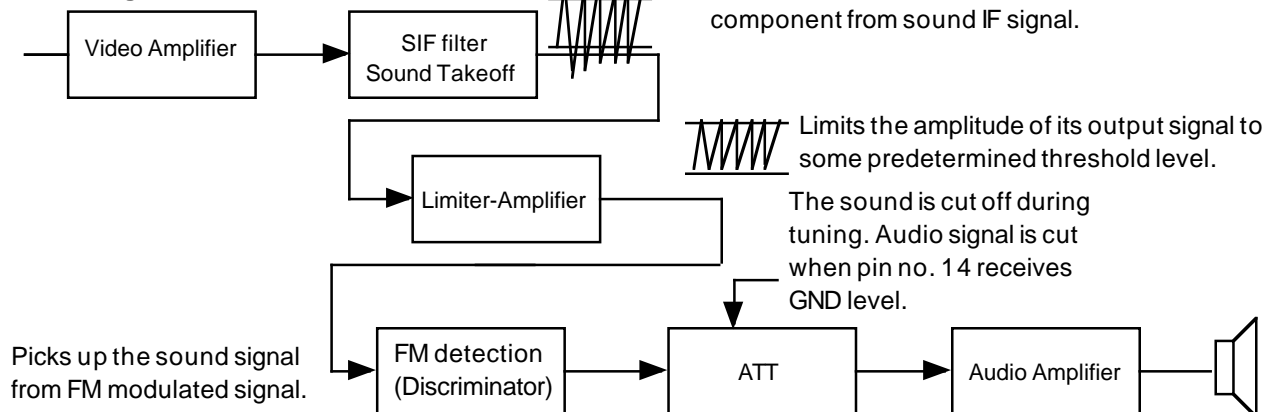 component from sound IF signal.
Video Amplifier
SIF filter
Sound Takeoff
Limits the amplitude of its output signal to
some predetermined threshold level.
Limiter-Amplifier
The sound is cut off during
tuning. Audio signal is cut
when pin no. 14 receives
GND level.
Picks up the sound signal
from FM modulated signal.
FM detection
(Discriminator)
ATT
Audio Amplifier